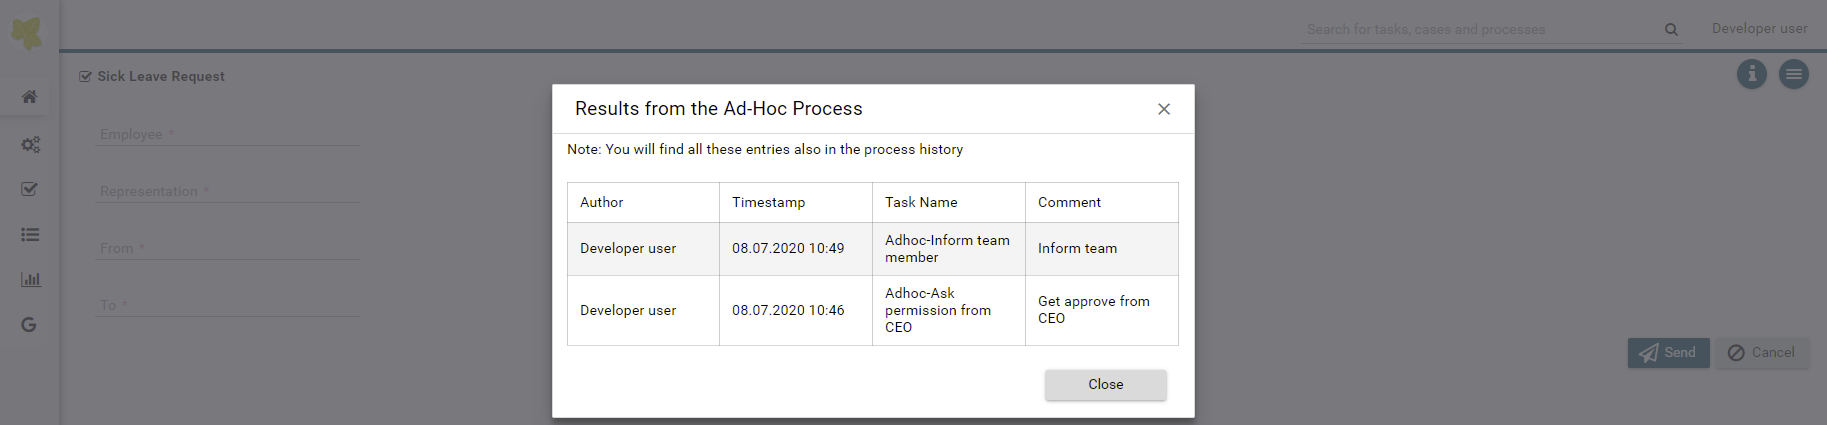 Search for tasks, cases and processes
Developer user
Sick Leave Request
Employee *
Representation *
From *
To *
Send
Cancel
Results from the Ad-Hoc Process
Note: You will find all these entries also in the process history
Author
Timestamp
Task Name
Comment
Developer user
08.07.2020 10:49
Adhoc-Inform team
member
Inform team
Developer user
08.07.2020 10:46
Adhoc-Ask
permission from
CEO
Get approve from
CEO
Close